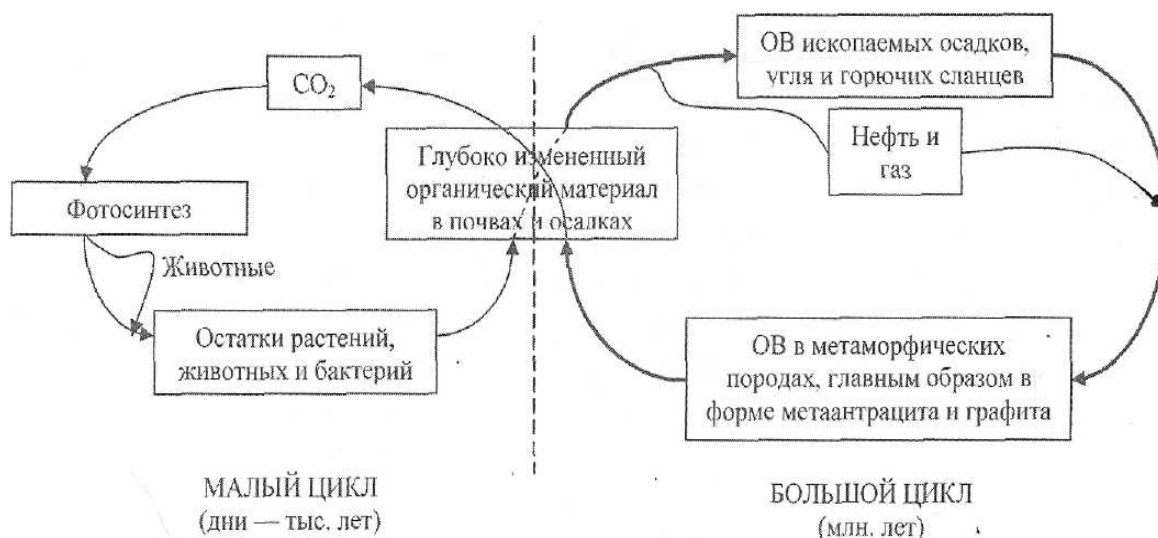 CO₂
Фотосинтез
Животные
Остатки растений,
животных и бактерий
Глубоко измененный
органический материал
в почвах и осадках
ОВ ископаемых осадков,
угля и горючих сланцев
Нефть и
газ
ОВ в метаморфических
породах, главным образом в
форме метаантрацита и графита
МАЛЫЙ ЦИКЛ
(дни — тыс. лет)
БОЛЬШОЙ ЦИКЛ
(млн. лет)